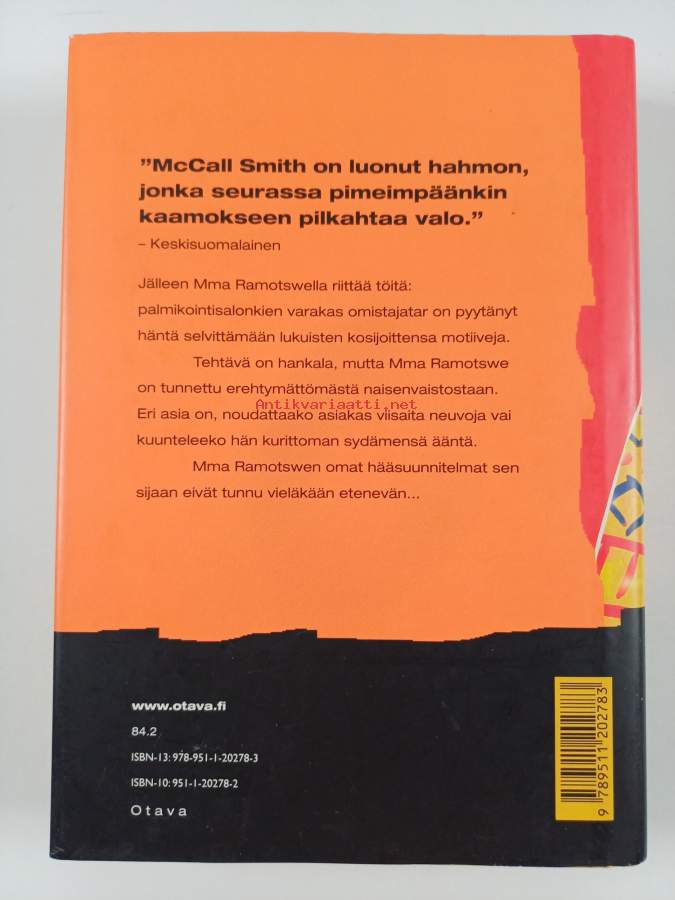 ”McCall Smith on luonut hahmon,
jonka seurassa pimeimpäänkin
kaamokseen pilkahtaa valo.”
– Keskisuomalainen
Jälleen Mma Ramotswella riittää töitä:
palmikointisalonkien varakas omistajatar on pyytänyt
häntä selvittämään lukuisten kosijoittensa motiiveja.
Tehtävä on hankala, mutta Mma Ramotswe
on tunnettu erehtymättömästä naisenvaistostaan.
Antikvariaatti.net
Eri asia on, noudattaako asiakas viisaita neuvoja vai
kuunteleeko hän kurittoman sydämensä ääntä.
Mma Ramotswen omat hääsuunnitelmat sen
sijaan eivät tunnu vieläkään etenevän...
www.otava.fi
84.2
ISBN-13: 978-951-1-20278-3
ISBN-10: 951-1-20278-2
Otava
9 789511 202783